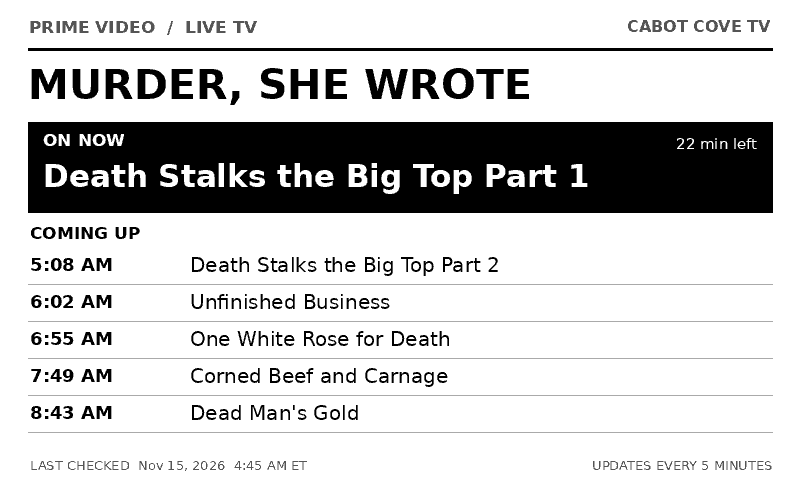 PRIME VIDEO / LIVE TV
CABOT COVE TV
MURDER, SHE WROTE
ON NOW
22 min left
Death Stalks the Big Top Part 1
COMING UP
5:08 AM Death Stalks the Big Top Part 2
6:02 AM Unfinished Business
6:55 AM One White Rose for Death
7:49 AM Corned Beef and Carnage
8:43 AM Dead Man's Gold
LAST CHECKED Nov 15, 2026 4:45 AM ET
UPDATES EVERY 5 MINUTES